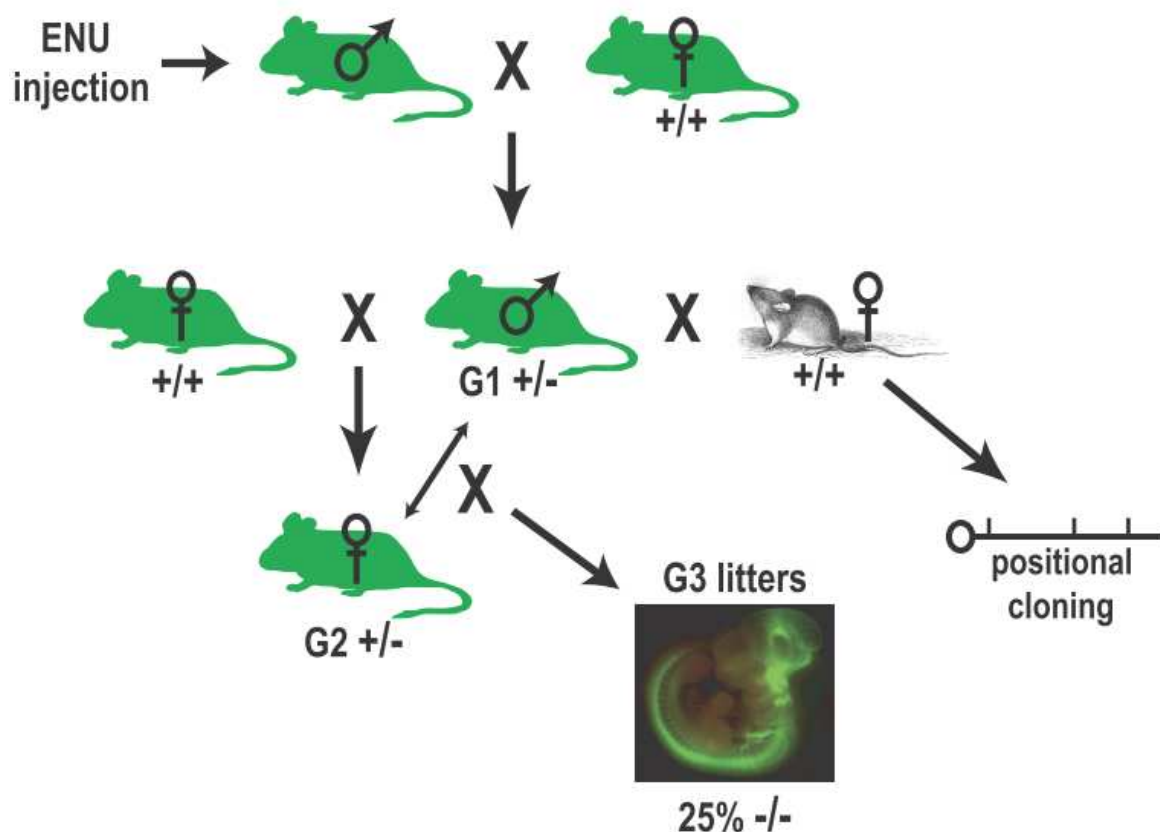 ENU
injection
X
+/+
X
X
+/+
G1 +/-
+/+
X
G2 +/-
G3 litters
positional
cloning
25% -/-